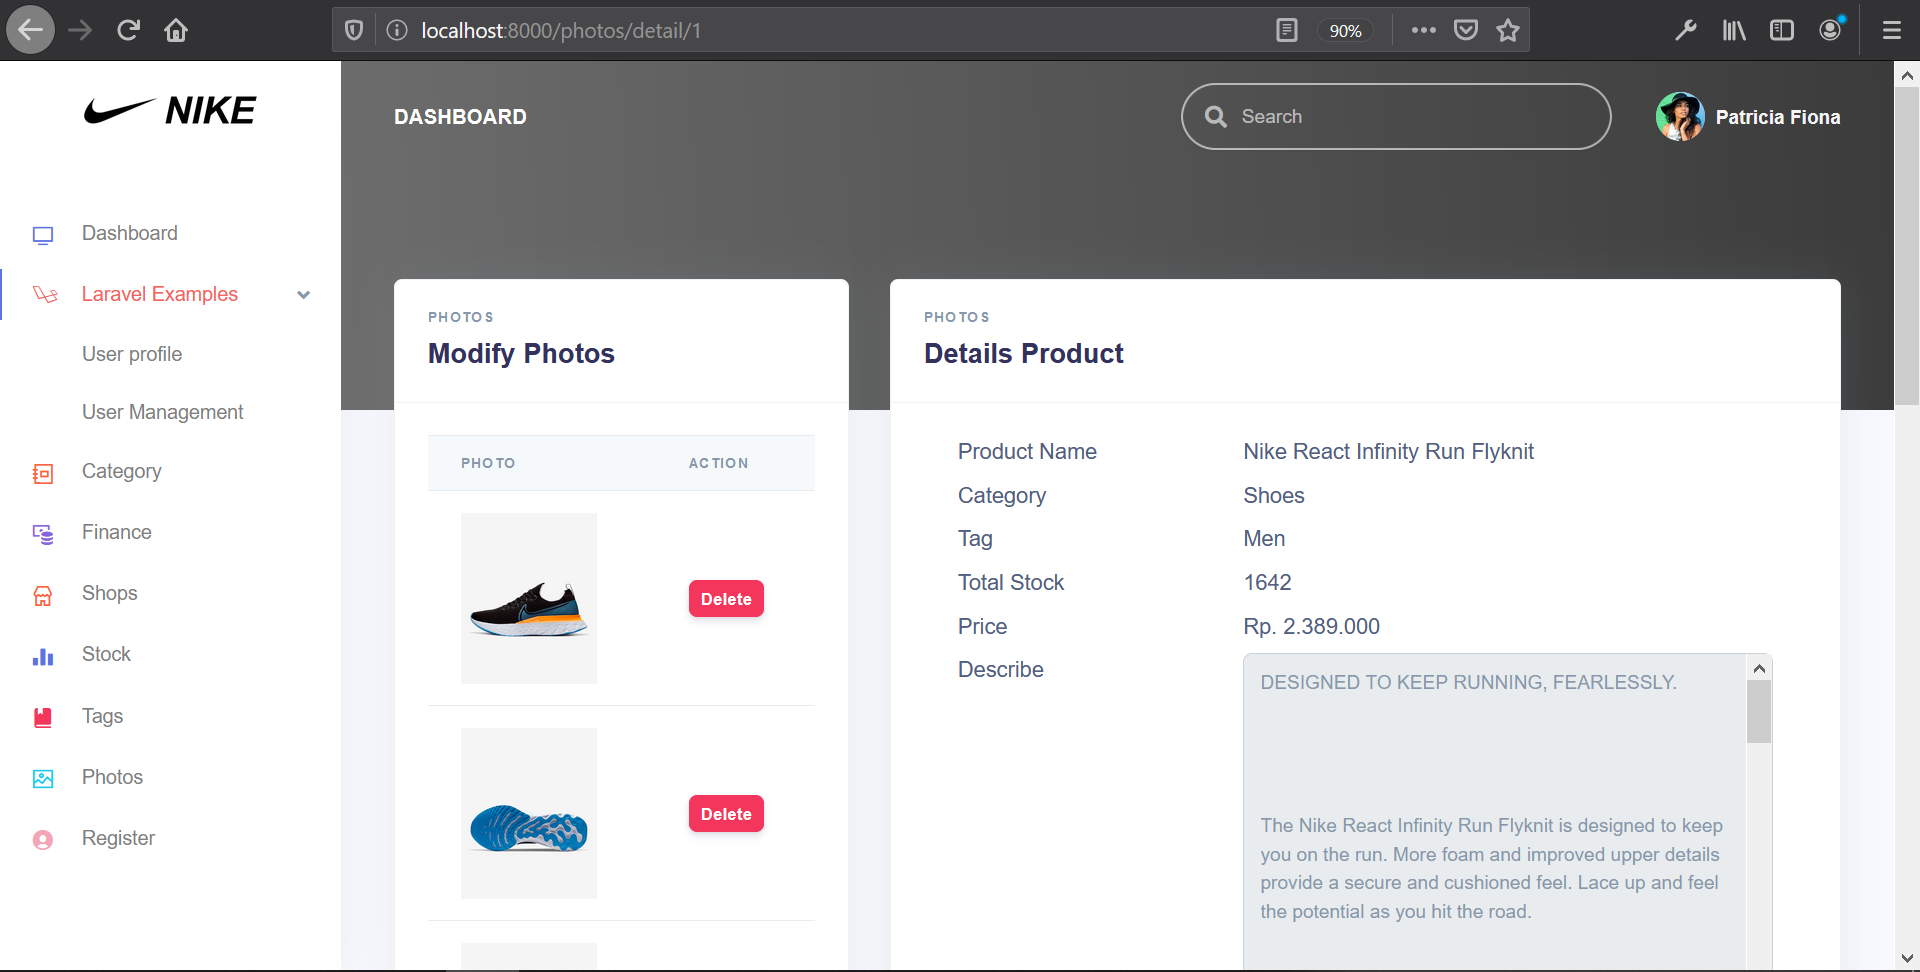 localhost:8000/photos/detail/1
90%
NIKE
DASHBOARD
Search
Patricia Fiona
Dashboard
Laravel Examples
User profile
User Management
Category
Finance
Shops
Stock
Tags
Photos
Register
PHOTOS
Modify Photos
PHOTO ACTION
Delete
Delete
PHOTOS
Details Product
Product Name Nike React Infinity Run Flyknit
Category Shoes
Tag Men
Total Stock 1642
Price Rp. 2.389.000
Describe
DESIGNED TO KEEP RUNNING, FEARLESSLY.
The Nike React Infinity Run Flyknit is designed to keep
you on the run. More foam and improved upper details
provide a secure and cushioned feel. Lace up and feel
the potential as you hit the road.